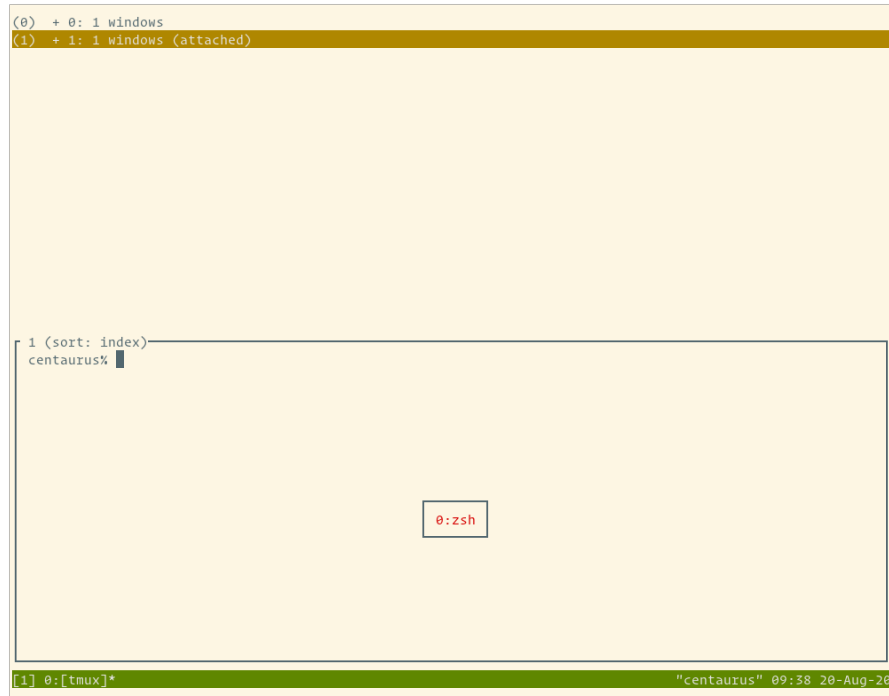 (0)  + 0: 1 windows
(1)  + 1: 1 windows (attached)
1 (sort: index)
centaurus%
0:zsh
[1] 0:[tmux]* "centaurus" 09:38 20-Aug-20